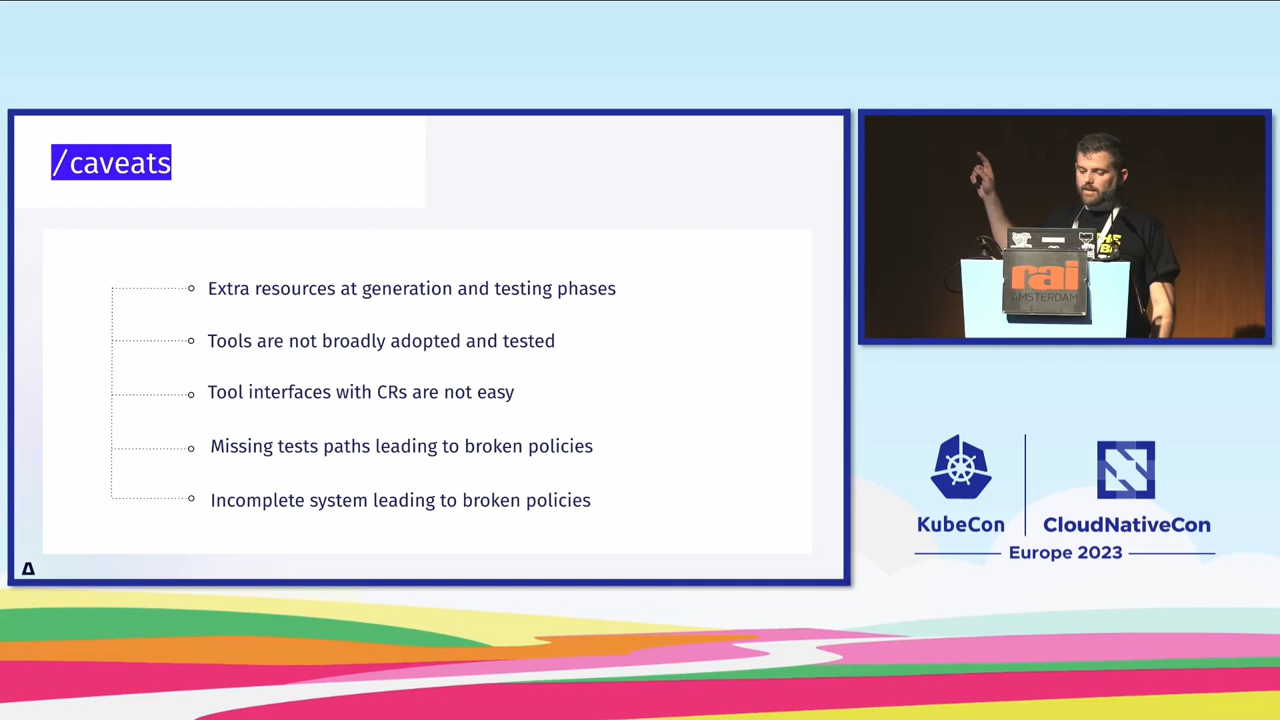 /caveats
Extra resources at generation and testing phases
Tools are not broadly adopted and tested
Tool interfaces with CRs are not easy
Missing tests paths leading to broken policies
Incomplete system leading to broken policies
rai
AMSTERDAM
KubeCon
CloudNativeCon
Europe 2023